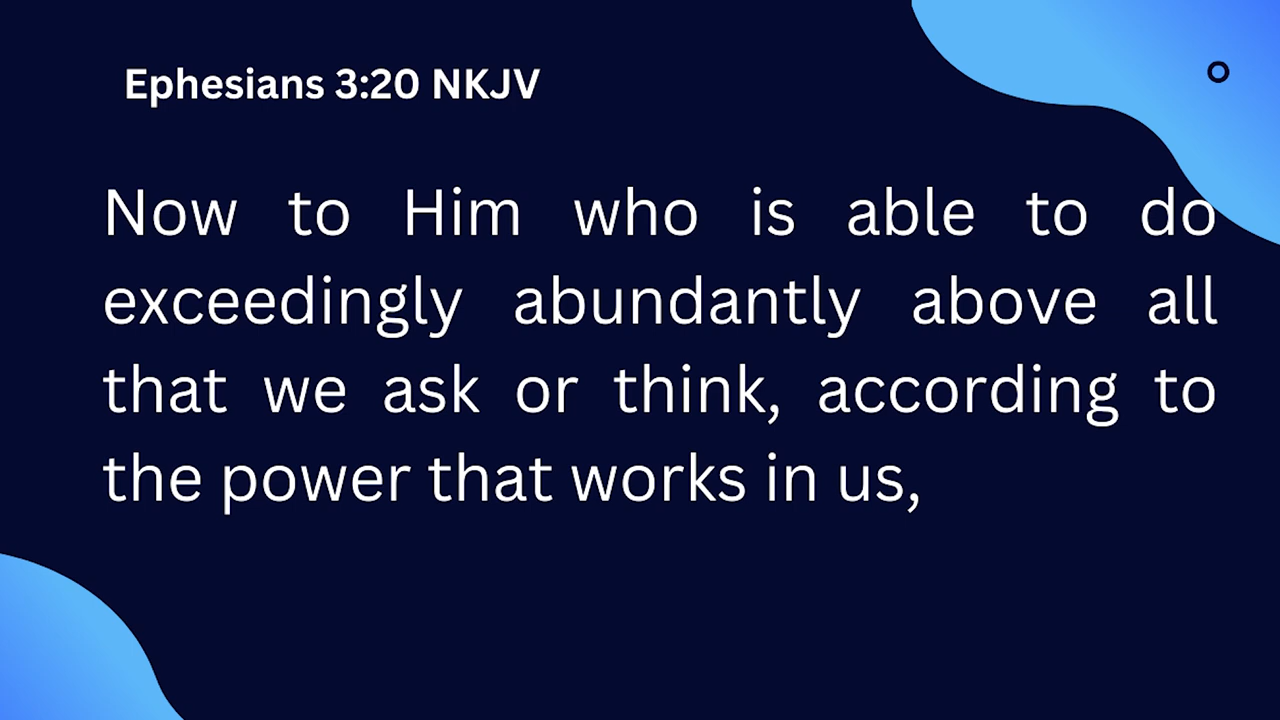 Ephesians 3:20 NKJV
Now to Him who is able to do
exceedingly abundantly above all
that we ask or think, according to
the power that works in us,